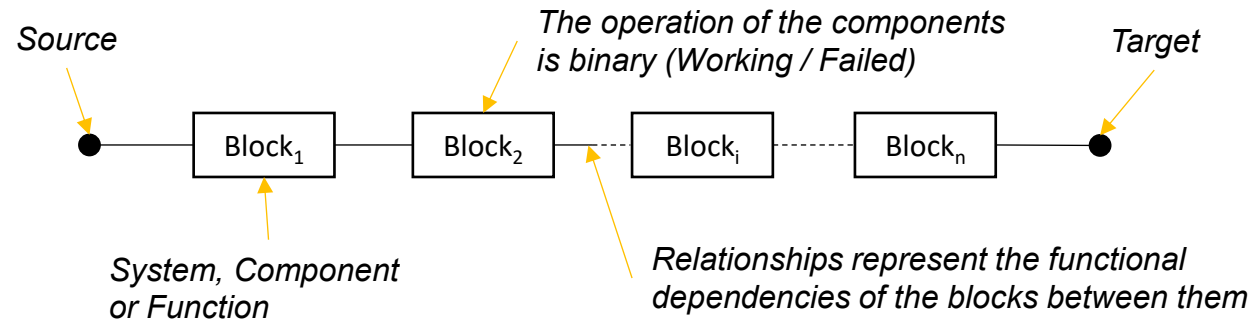 Source
The operation of the components
is binary (Working / Failed)
Target
Block₁
Block₂
Blockᵢ
Blockₙ
System, Component
or Function
Relationships represent the functional
dependencies of the blocks between them